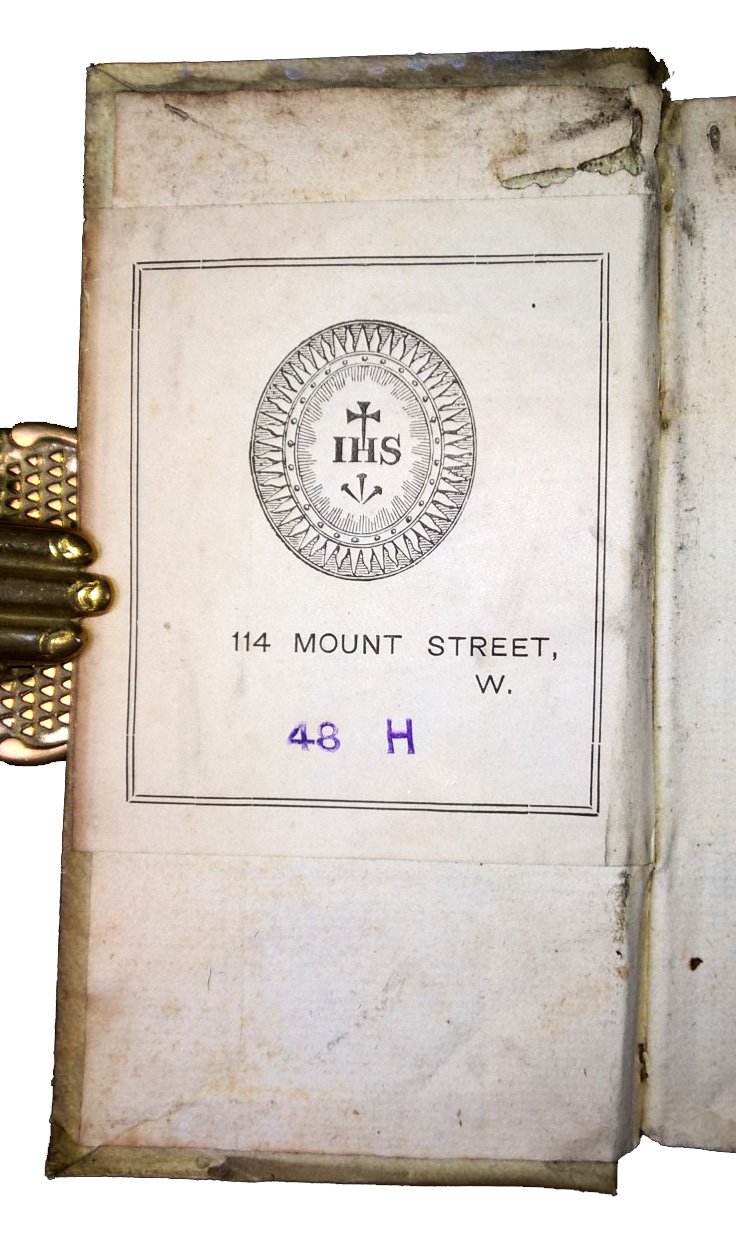 IHS
114 MOUNT STREET,
W.
48 H